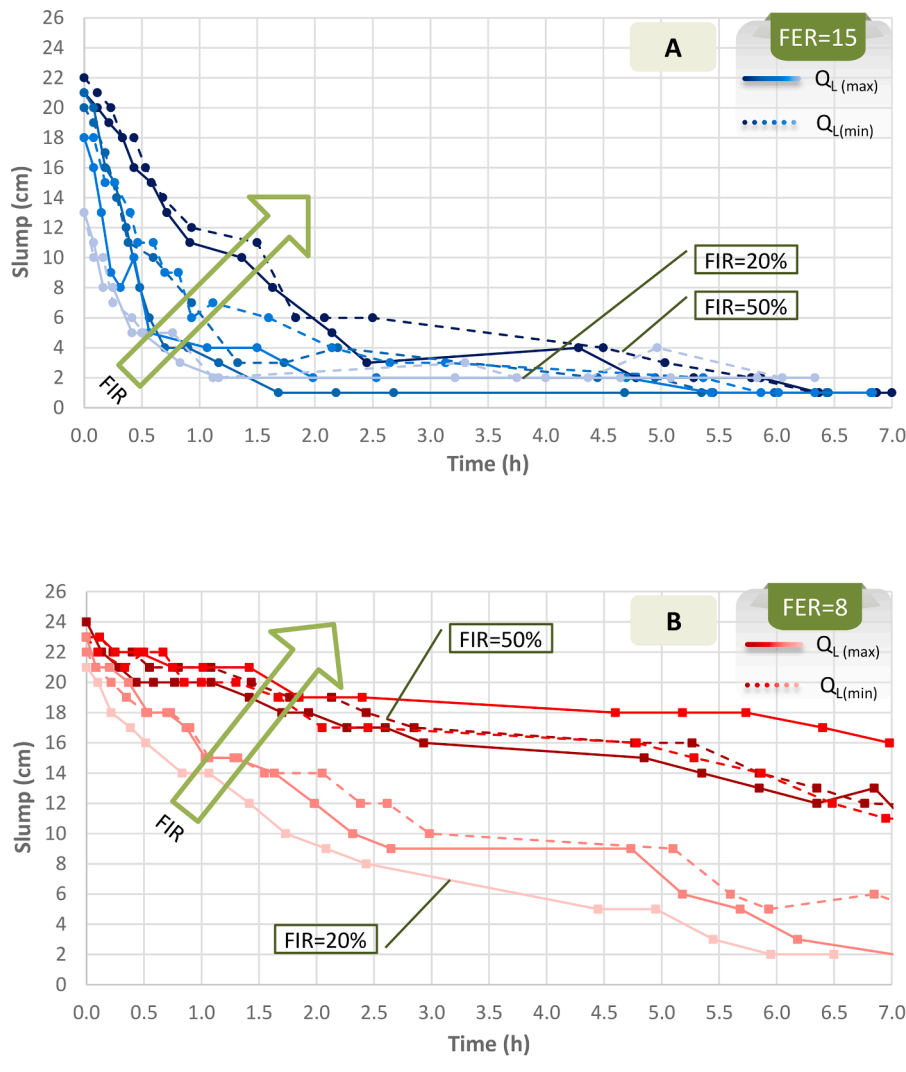 26
24
22
20
18
16
14
12
10
8
6
4
2
0
Slump (cm)
A
FER=15
QL (max)
QL(min)
FIR=20%
FIR=50%
FIR
0.0 0.5 1.0 1.5 2.0 2.5 3.0 3.5 4.0 4.5 5.0 5.5 6.0 6.5 7.0
Time (h)
26
24
22
20
18
16
14
12
10
8
6
4
2
0
Slump (cm)
B
FER=8
QL (max)
QL(min)
FIR=50%
FIR
FIR=20%
0.0 0.5 1.0 1.5 2.0 2.5 3.0 3.5 4.0 4.5 5.0 5.5 6.0 6.5 7.0
Time (h)